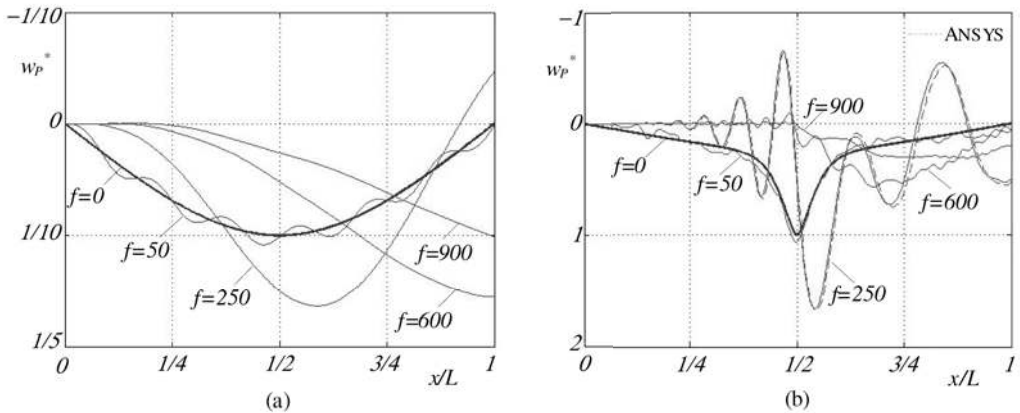 −1/10
w_P*
0
1/10
1/5
f=0
f=50
f=250
f=900
f=600
0
1/4
1/2
3/4
1
x/L
(a)
−1
ANSYS
w_P*
0
1
2
f=0
f=50
f=900
f=600
f=250
0
1/4
1/2
3/4
1
x/L
(b)